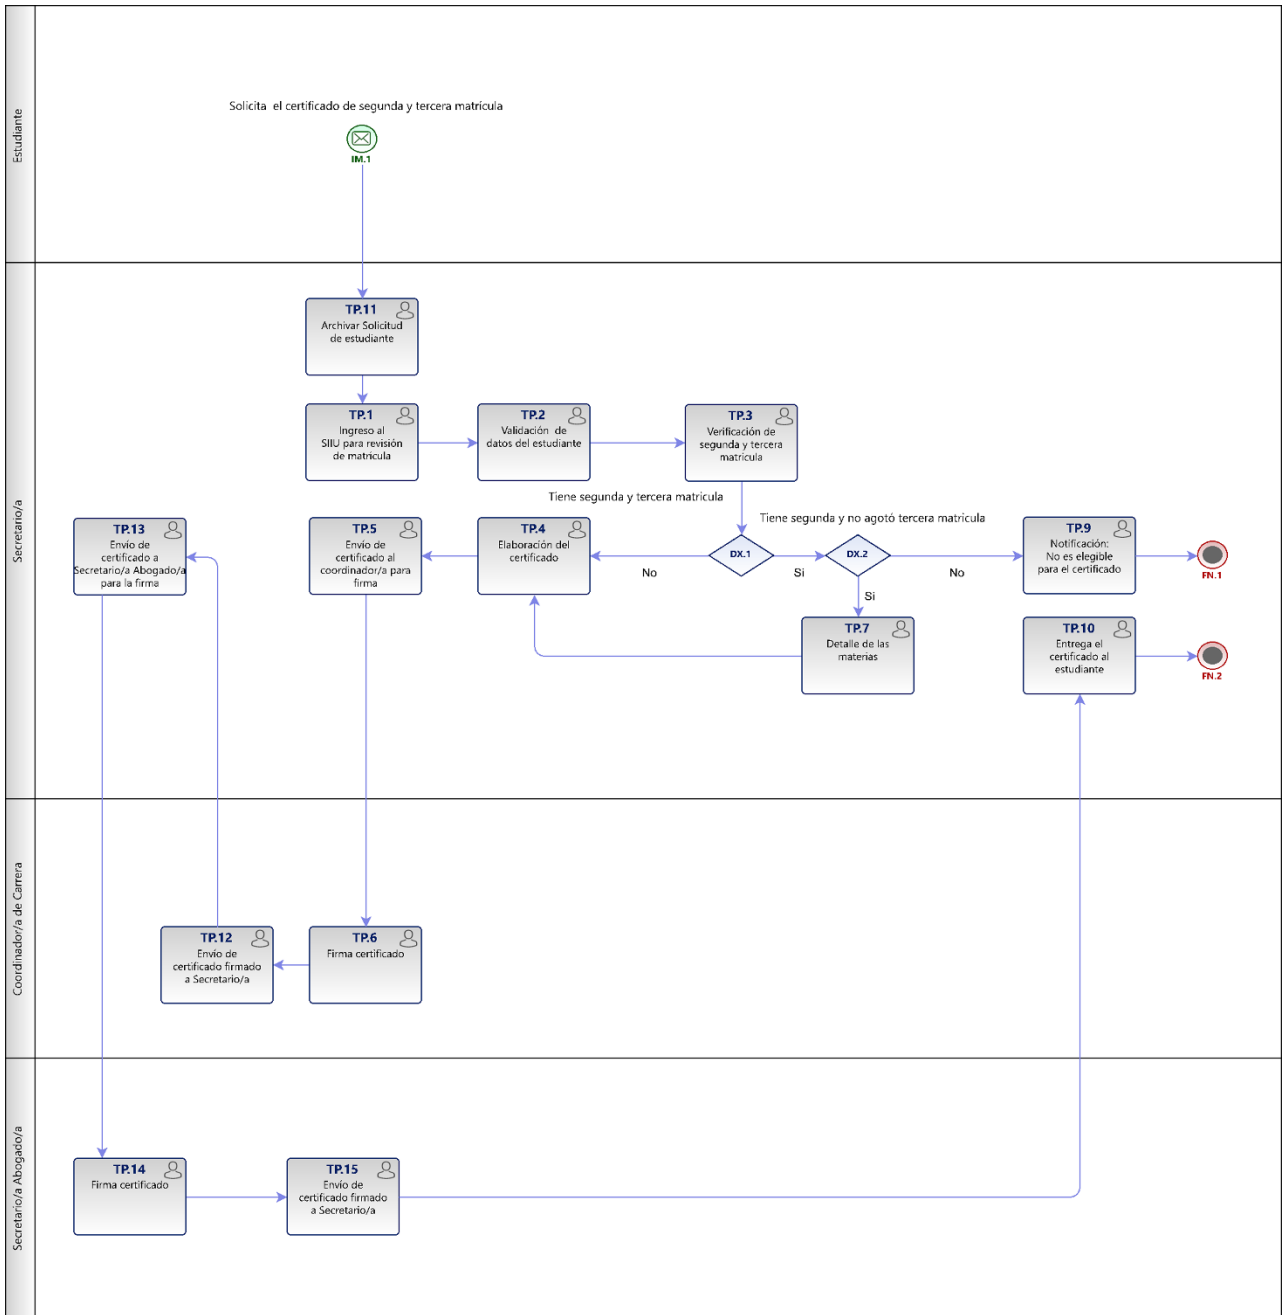 Estudiante
Solicita el certificado de segunda y tercera matrícula
IM.1
Secretario/a
TP.11
Archivar Solicitud
de estudiante
TP.1
Ingreso al
SIIU para revisión
de matricula
TP.2
Validación de
datos del estudiante
TP.3
Verificación de
segunda y tercera
matrícula
Tiene segunda y tercera matricula
Tiene segunda y no agotó tercera matricula
TP.13
Envío de
certificado a
Secretario/a Abogado/a
para la firma
TP.5
Envío de
certificado al
coordinador/a para
firma
TP.4
Elaboración del
certificado
No
DX.1
Si
DX.2
No
Si
TP.9
Notificación:
No es elegible
para el certificado
FN.1
TP.7
Detalle de las
materias
TP.10
Entrega el
certificado al
estudiante
FN.2
Coordinador/a de Carrera
TP.12
Envío de
certificado firmado
a Secretario/a
TP.6
Firma certificado
Secretario/a Abogado/a
TP.14
Firma certificado
TP.15
Envío de
certificado firmado
a Secretario/a